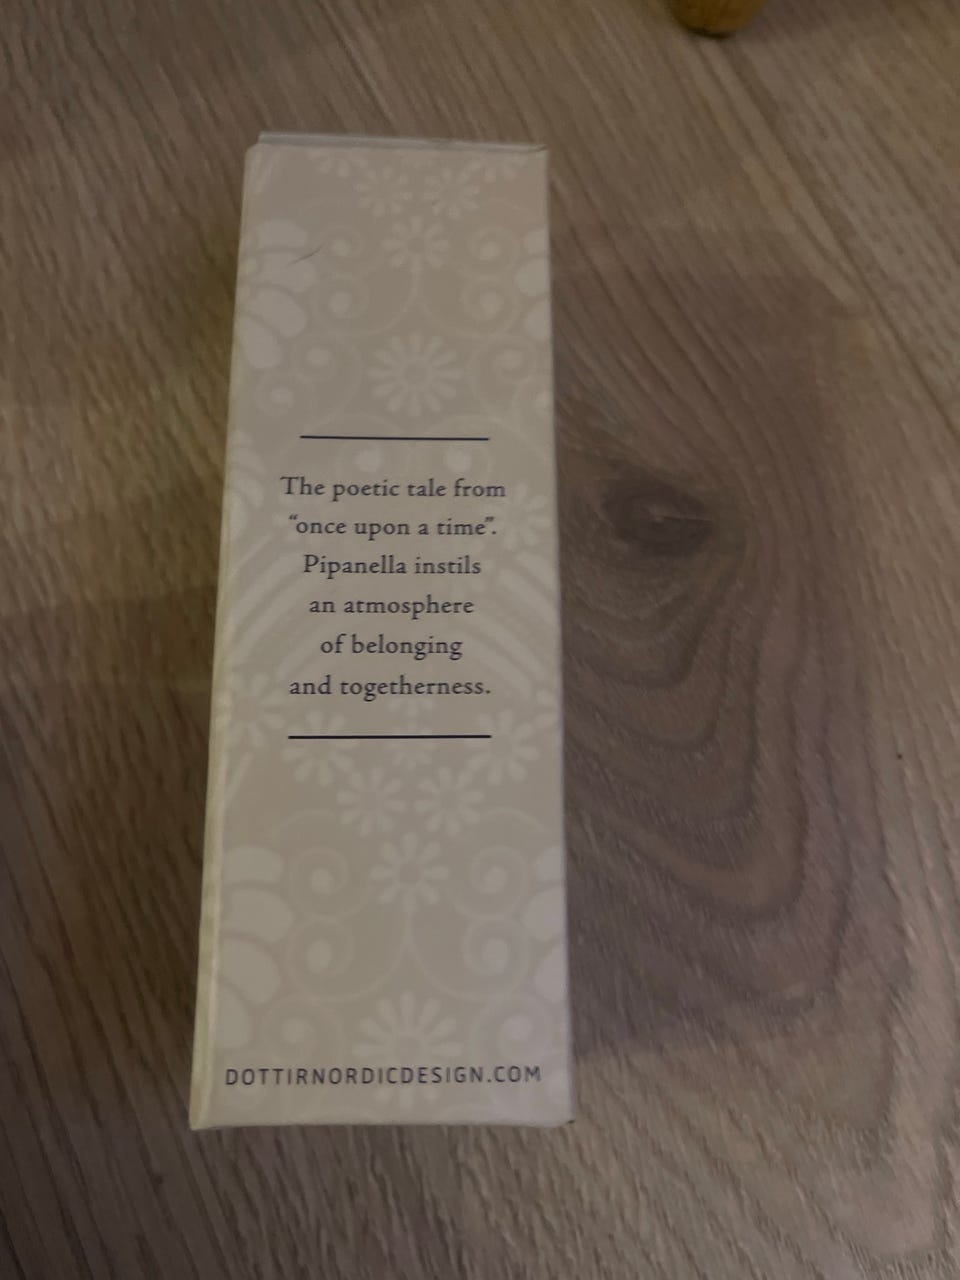 The poetic tale from
“once upon a time”.
Pipanella instils
an atmosphere
of belonging
and togetherness.
DOTTIRNORDICDESIGN.COM